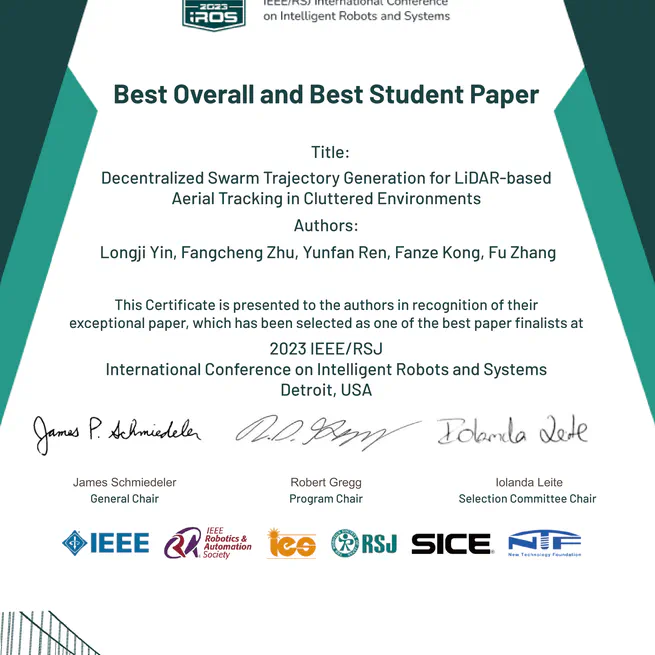 2023
IROS
IEEE/RSJ International Conference
on Intelligent Robots and Systems
Best Overall and Best Student Paper
Title:
Decentralized Swarm Trajectory Generation for LiDAR-based
Aerial Tracking in Cluttered Environments
Authors:
Longji Yin, Fangcheng Zhu, Yunfan Ren, Fanze Kong, Fu Zhang
This Certificate is presented to the authors in recognition of their
exceptional paper, which has been selected as one of the best paper finalists at
2023 IEEE/RSJ
International Conference on Intelligent Robots and Systems
Detroit, USA
James P. Schmiedeler
Iolanda Leite
James Schmiedeler Robert Gregg Iolanda Leite
General Chair Program Chair Selection Committee Chair
IEEE IEEE Robotics & Automation Society ies RSJ SICE NTF New Technology Foundation